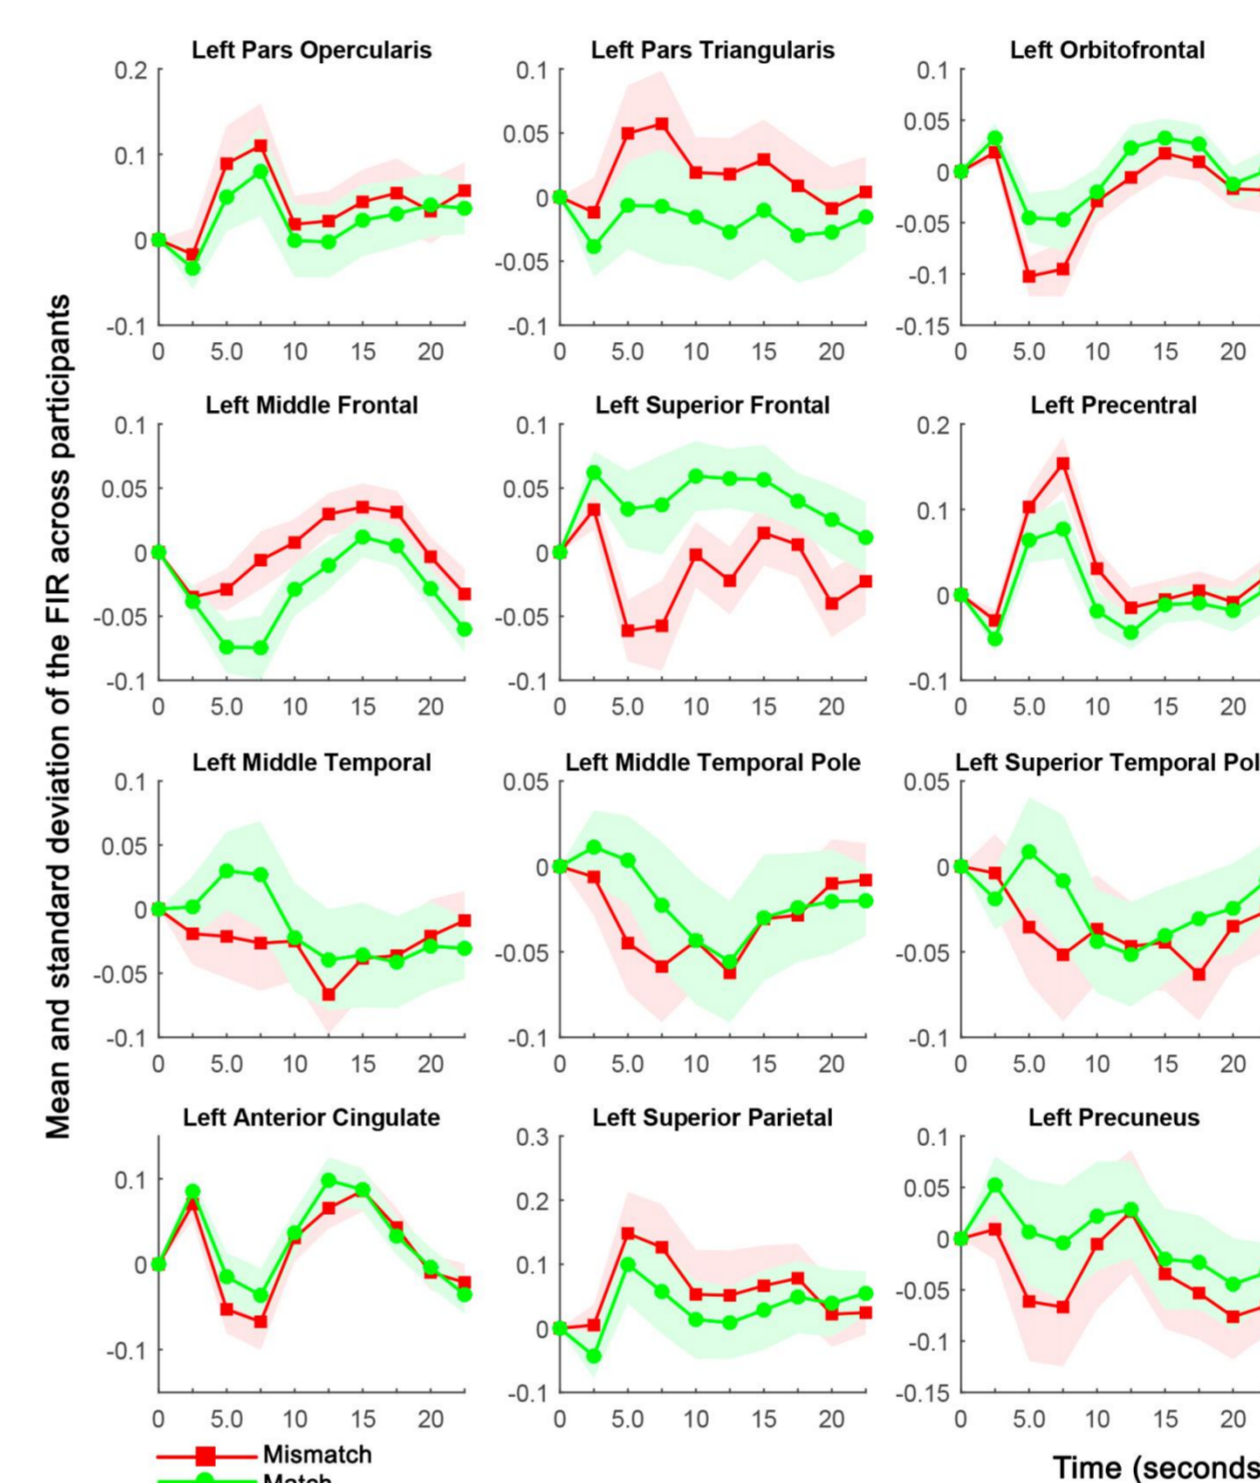 Mean and standard deviation of the FIR across participants
Left Pars Opercularis
0.2
0.1
0
-0.1
0 5.0 10 15 20
Left Pars Triangularis
0.1
0.05
0
-0.05
-0.1
0 5.0 10 15 20
Left Orbitofrontal
0.1
0.05
0
-0.05
-0.1
-0.15
0 5.0 10 15 20
Left Middle Frontal
0.1
0.05
0
-0.05
-0.1
0 5.0 10 15 20
Left Superior Frontal
0.1
0.05
0
-0.05
-0.1
0 5.0 10 15 20
Left Precentral
0.2
0.1
0
-0.1
0 5.0 10 15 20
Left Middle Temporal
0.1
0.05
0
-0.05
-0.1
0 5.0 10 15 20
Left Middle Temporal Pole
0.05
0
-0.05
-0.1
0 5.0 10 15 20
Left Superior Temporal Pol
0.05
0
-0.05
-0.1
0 5.0 10 15 20
Left Anterior Cingulate
0.1
0
-0.1
0 5.0 10 15 20
Left Superior Parietal
0.3
0.2
0.1
0
-0.1
0 5.0 10 15 20
Left Precuneus
0.1
0.05
0
-0.05
-0.1
-0.15
0 5.0 10 15 20
Mismatch
Match
Time (seconds